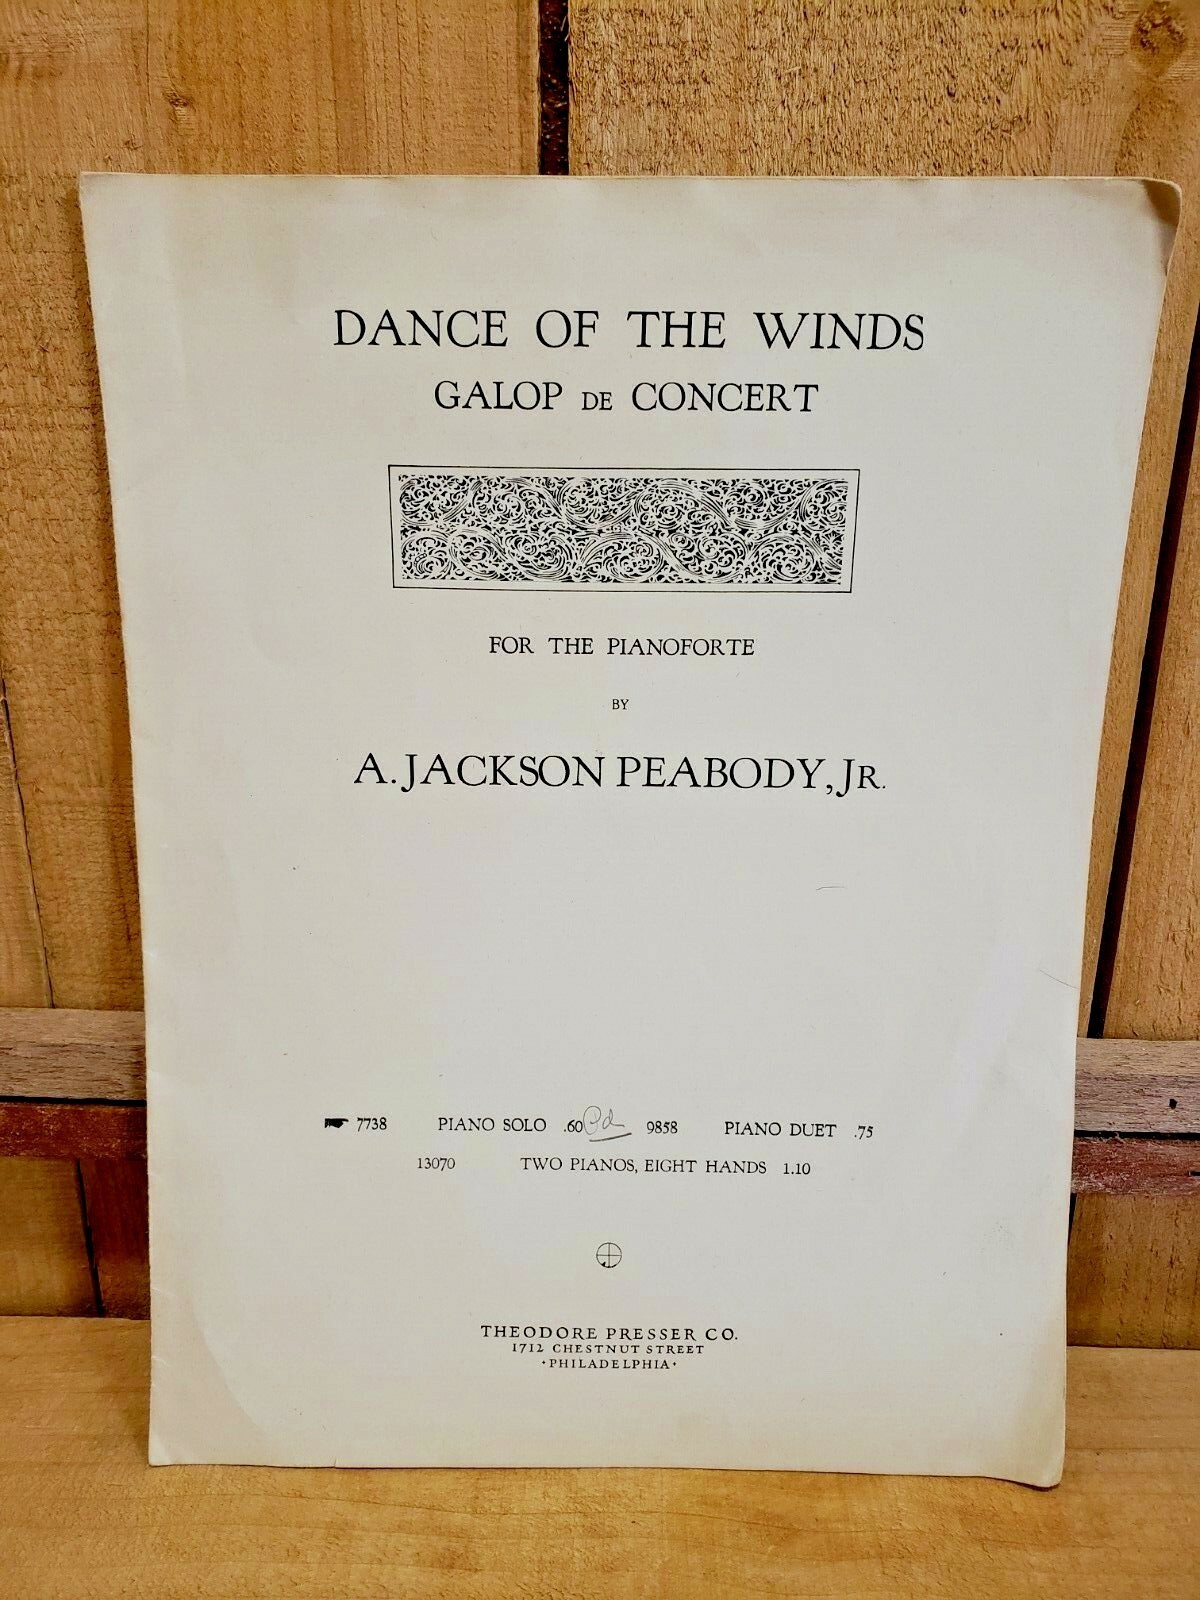 DANCE OF THE WINDS
GALOP DE CONCERT
FOR THE PIANOFORTE
BY
A. JACKSON PEABODY, JR.
7738 PIANO SOLO .60 Pd 9858 PIANO DUET .75
13070 TWO PIANOS, EIGHT HANDS 1.10
THEODORE PRESSER CO.
1712 CHESTNUT STREET
·PHILADELPHIA·